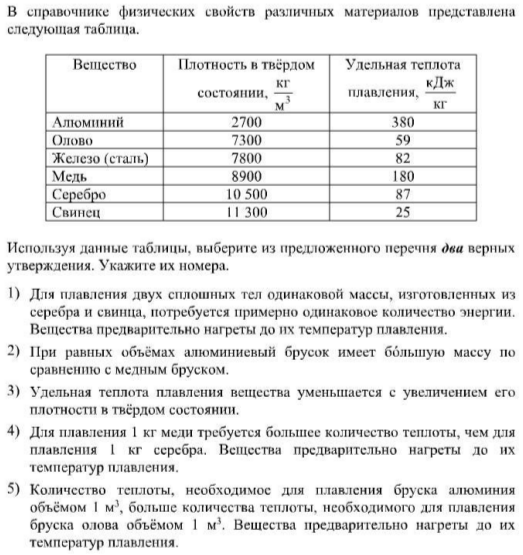 В справочнике физических свойств различных материалов представлена
следующая таблица.
Вещество Плотность в твёрдом состоянии, кг/м³ Удельная теплота плавления, кДж/кг
Алюминий 2700 380
Олово 7300 59
Железо (сталь) 7800 82
Медь 8900 180
Серебро 10 500 87
Свинец 11 300 25
Используя данные таблицы, выберите из предложенного перечня два верных
утверждения. Укажите их номера.
1) Для плавления двух сплошных тел одинаковой массы, изготовленных из
серебра и свинца, потребуется примерно одинаковое количество энергии.
Вещества предварительно нагреты до их температур плавления.
2) При равных объёмах алюминиевый брусок имеет бо́льшую массу по
сравнению с медным бруском.
3) Удельная теплота плавления вещества уменьшается с увеличением его
плотности в твёрдом состоянии.
4) Для плавления 1 кг меди требуется большее количество теплоты, чем для
плавления 1 кг серебра. Вещества предварительно нагреты до их
температур плавления.
5) Количество теплоты, необходимое для плавления бруска алюминия
объёмом 1 м³, больше количества теплоты, необходимого для плавления
бруска олова объёмом 1 м³. Вещества предварительно нагреты до их
температур плавления.